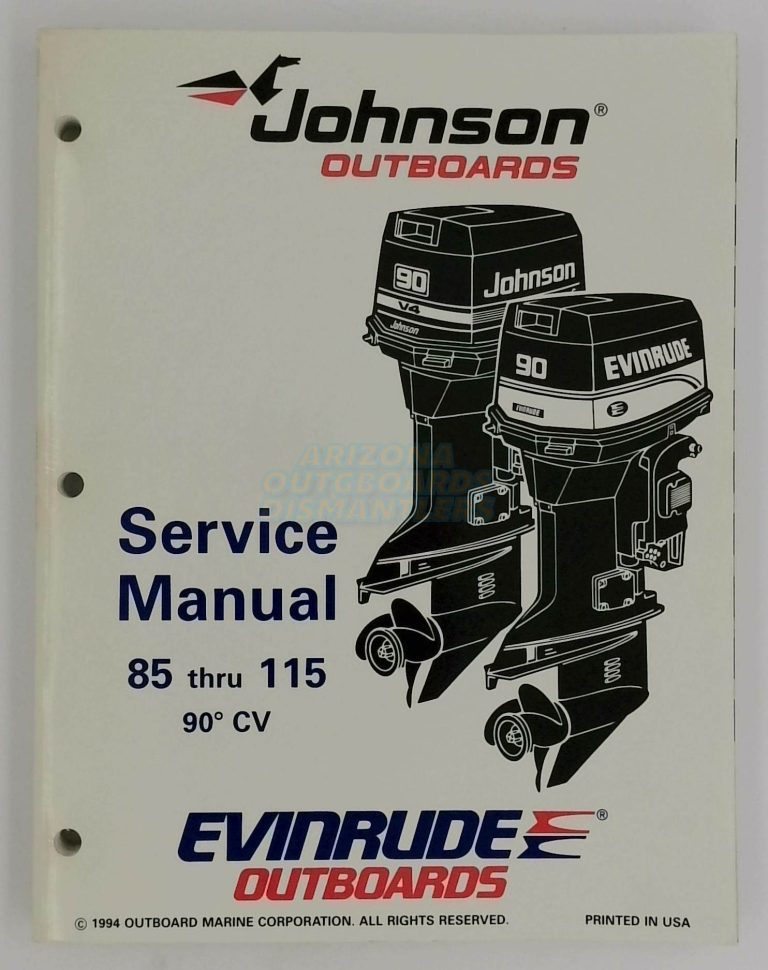 Johnson®
OUTBOARDS
90
Johnson
V4
Johnson
90
EVINRUDE
EVINRUDE
E
ARIZONA
OUTGBOARDS
DISMANTLERS
Service
Manual
85 thru 115
90° CV
EVINRUDE®
OUTBOARDS
© 1994 OUTBOARD MARINE CORPORATION. ALL RIGHTS RESERVED. PRINTED IN USA